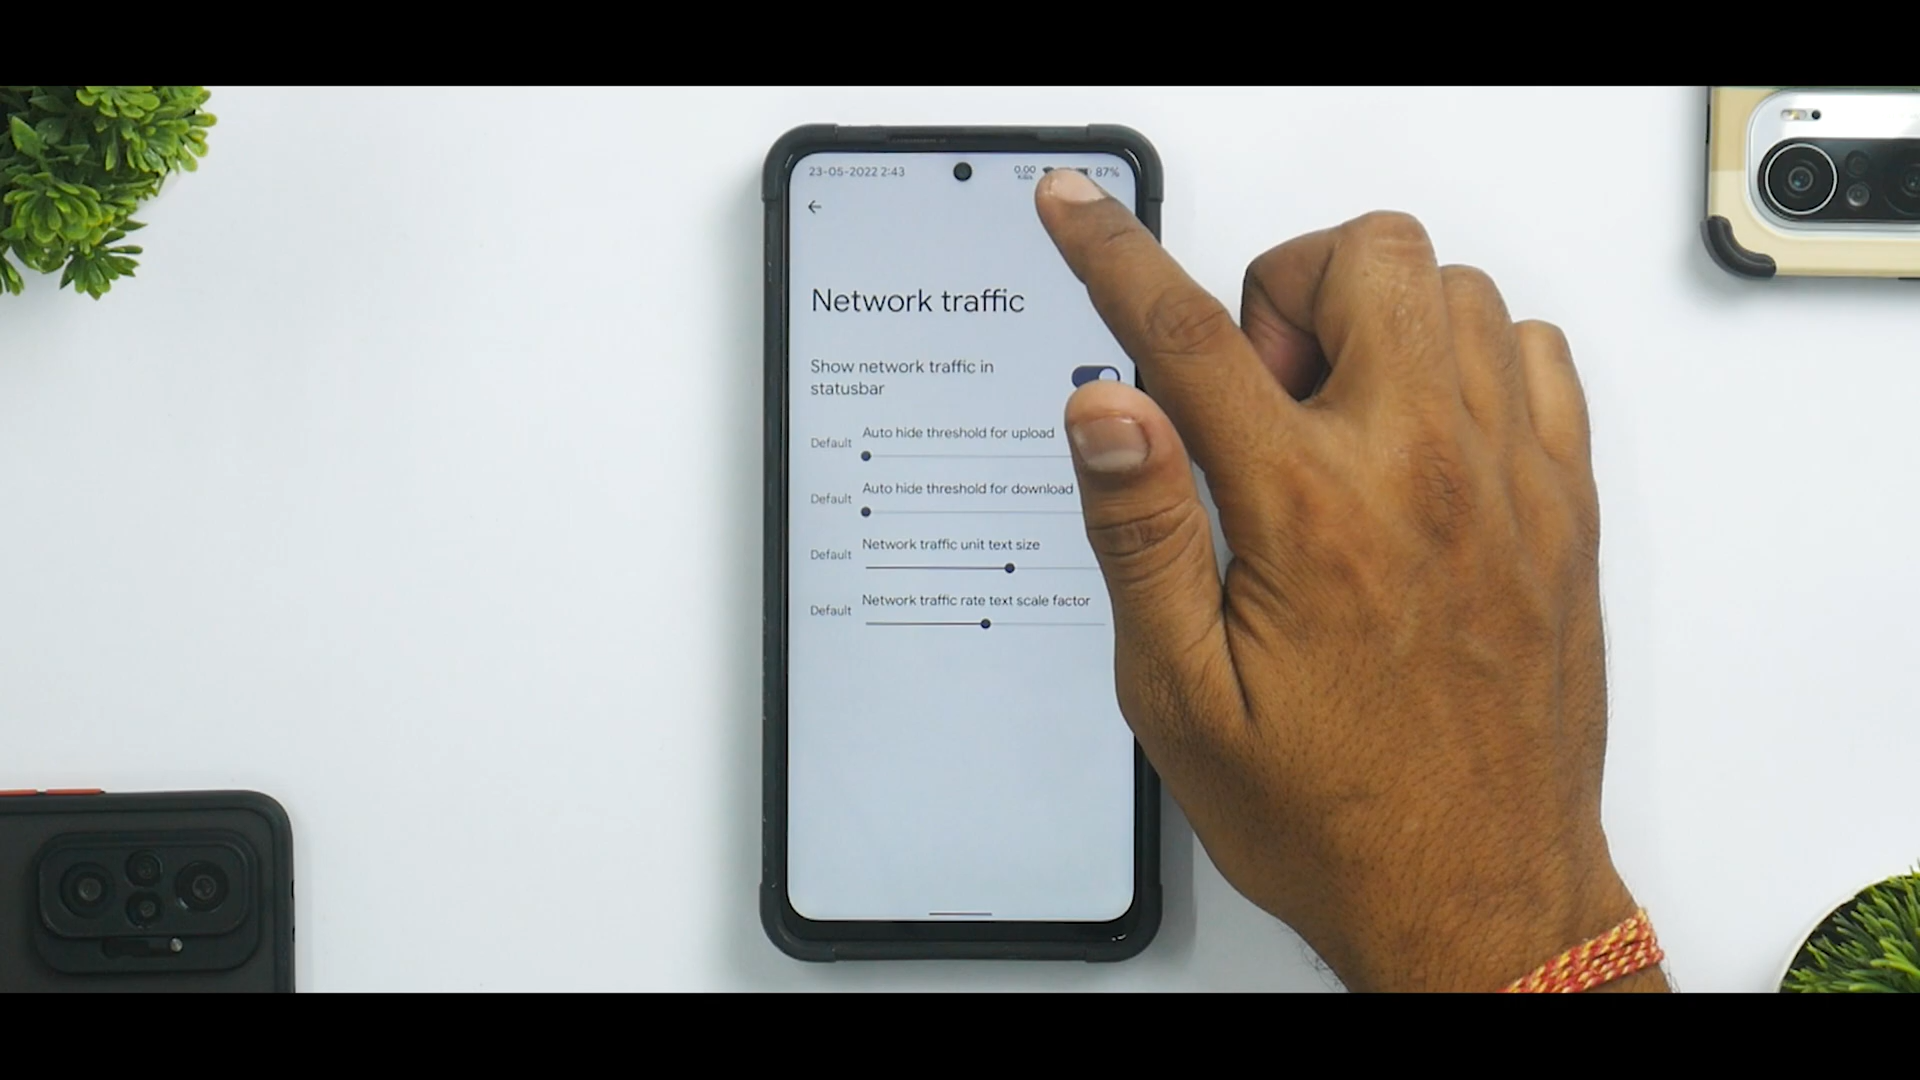 23-05-2022 2:43 0.00 87%
Network traffic
Show network traffic in
statusbar
Default Auto hide threshold for upload
Default Auto hide threshold for download
Default Network traffic unit text size
Default Network traffic rate text scale factor